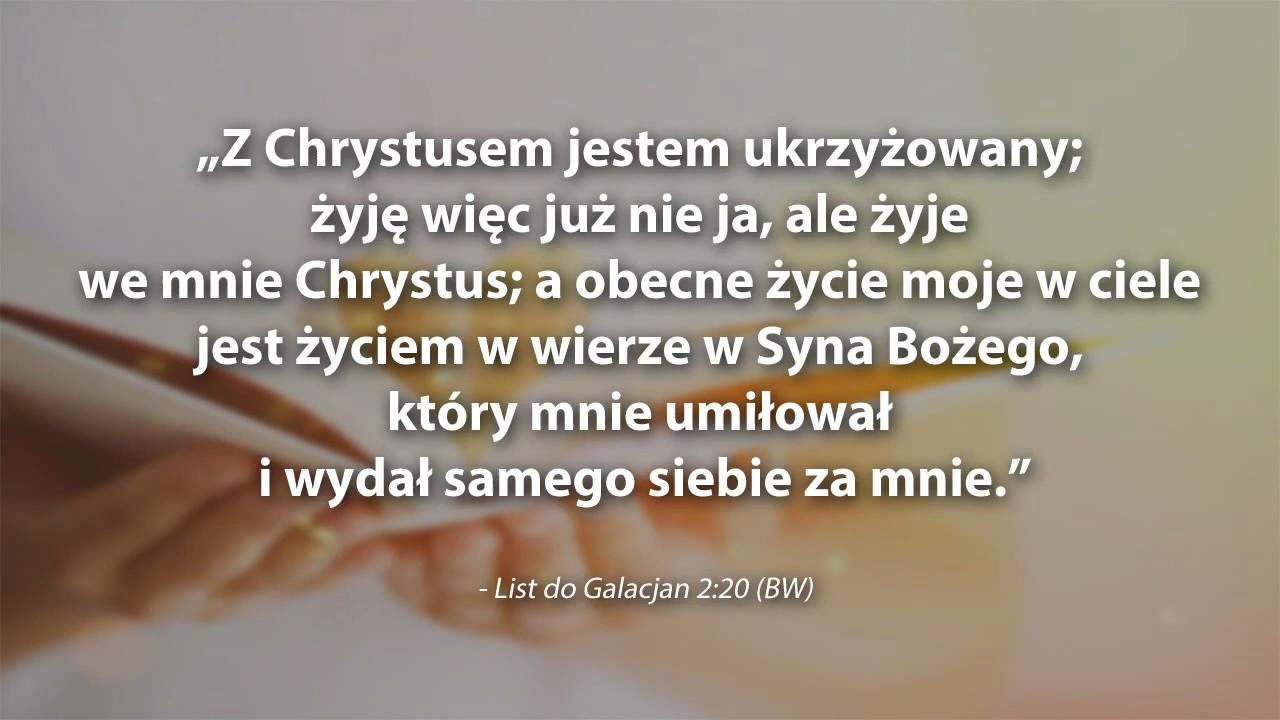 „Z Chrystusem jestem ukrzyżowany;
żyję więc już nie ja, ale żyje
we mnie Chrystus; a obecne życie moje w ciele
jest życiem w wierze w Syna Bożego,
który mnie umiłował
i wydał samego siebie za mnie.”
- List do Galacjan 2:20 (BW)